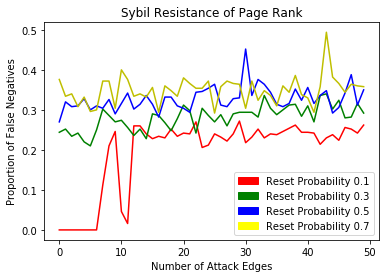 Sybil Resistance of Page Rank
Proportion of False Negatives
0.5
0.4
0.3
0.2
0.1
0.0
Reset Probability 0.1
Reset Probability 0.3
Reset Probability 0.5
Reset Probability 0.7
0 10 20 30 40 50
Number of Attack Edges